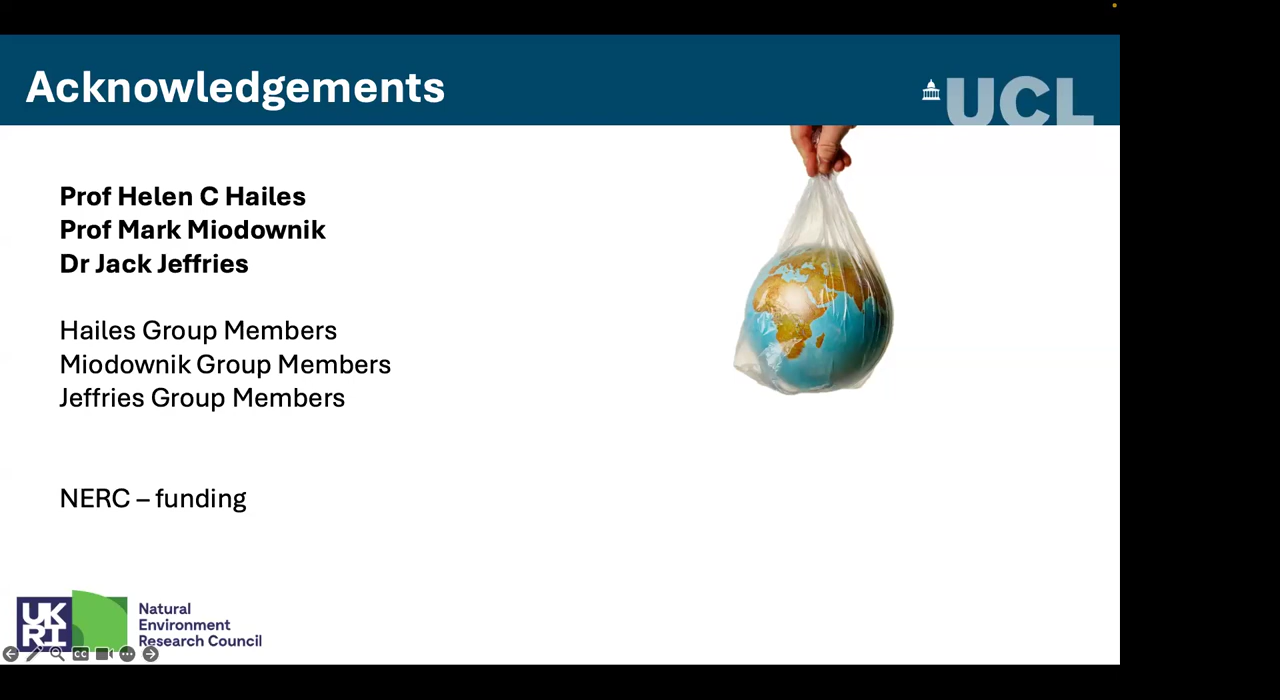 Acknowledgements
UCL
Prof Helen C Hailes
Prof Mark Miodownik
Dr Jack Jeffries
Hailes Group Members
Miodownik Group Members
Jeffries Group Members
NERC – funding
UK
RI
Natural
Environment
Research Council
CC